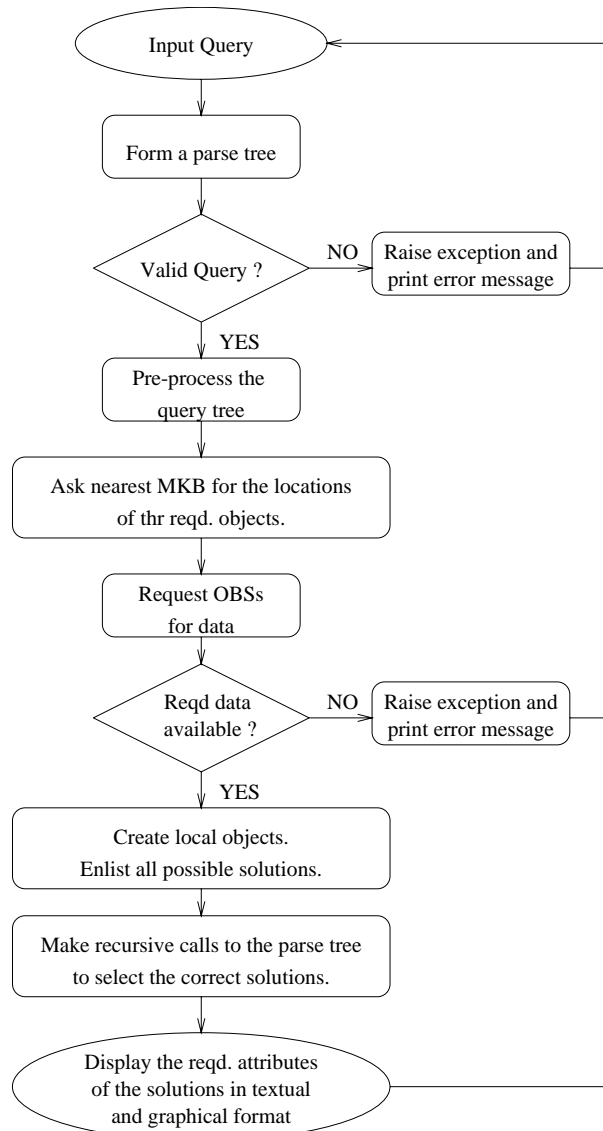 Input Query
Form a parse tree
Valid Query ?
NO
Raise exception and
print error message
YES
Pre-process the
query tree
Ask nearest MKB for the locations
of thr reqd. objects.
Request OBSs
for data
Reqd data
available ?
NO
Raise exception and
print error message
YES
Create local objects.
Enlist all possible solutions.
Make recursive calls to the parse tree
to select the correct solutions.
Display the reqd. attributes
of the solutions in textual
and graphical format